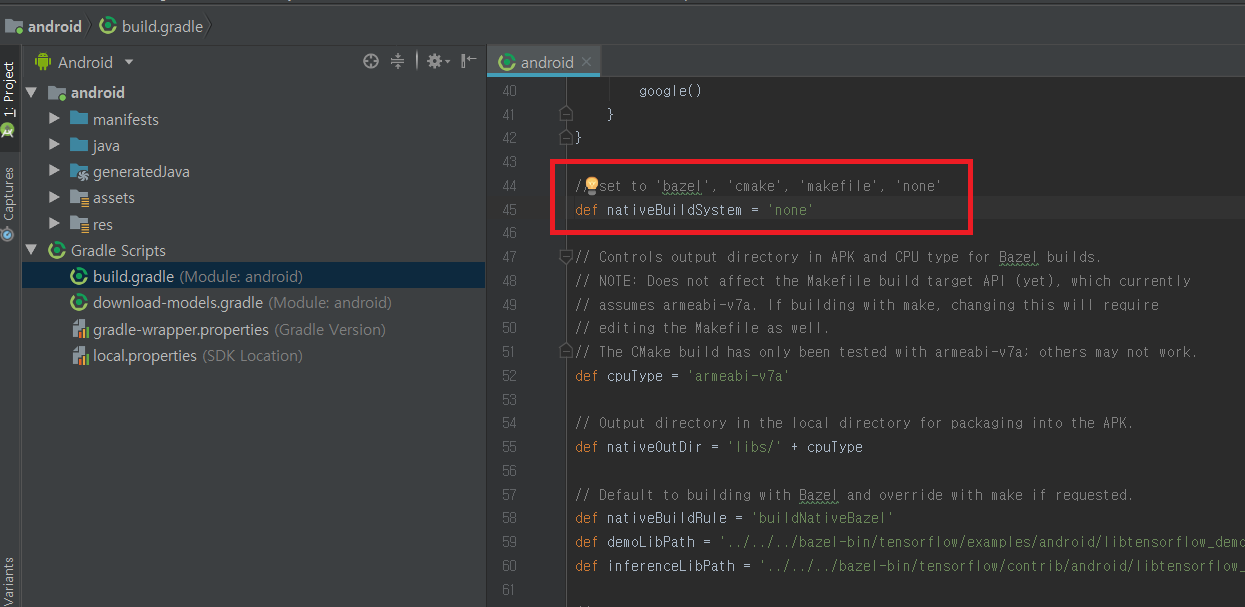 android build.gradle
1: Project
Captures
Variants
Android
android
manifests
java
generatedJava
assets
res
Gradle Scripts
build.gradle (Module: android)
download-models.gradle (Module: android)
gradle-wrapper.properties (Gradle Version)
local.properties (SDK Location)
android
40 google()
41 }
42 }
43
44 // set to 'bazel', 'cmake', 'makefile', 'none'
45 def nativeBuildSystem = 'none'
46
47 // Controls output directory in APK and CPU type for Bazel builds.
48 // NOTE: Does not affect the Makefile build target API (yet), which currently
49 // assumes armeabi-v7a. If building with make, changing this will require
50 // editing the Makefile as well.
51 // The CMake build has only been tested with armeabi-v7a; others may not work.
52 def cpuType = 'armeabi-v7a'
53
54 // Output directory in the local directory for packaging into the APK.
55 def nativeOutDir = 'libs/' + cpuType
56
57 // Default to building with Bazel and override with make if requested.
58 def nativeBuildRule = 'buildNativeBazel'
59 def demoLibPath = '../../../bazel-bin/tensorflow/examples/android/libtensorflow_demo
60 def inferenceLibPath = '../../../bazel-bin/tensorflow/contrib/android/libtensorflow_
61